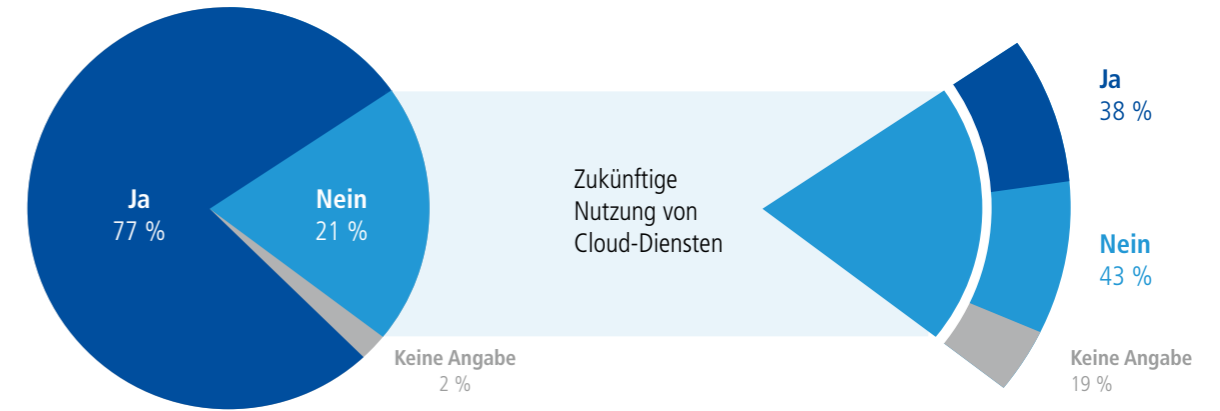 Ja
77 %
Nein
21 %
Keine Angabe
2 %
Zukünftige
Nutzung von
Cloud-Diensten
Ja
38 %
Nein
43 %
Keine Angabe
19 %